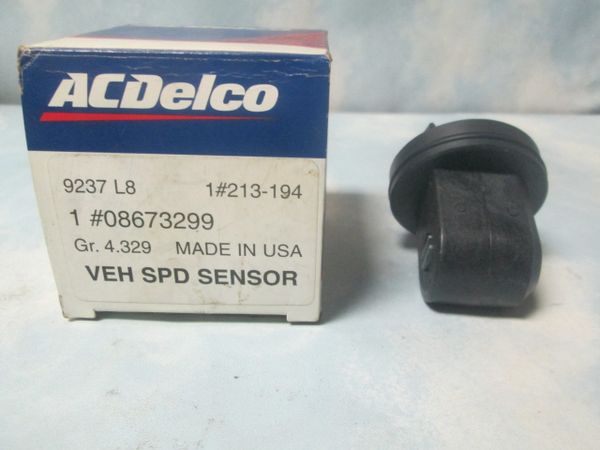 ACDelco
9237 L8 1#213-194
1 #08673299
Gr. 4.329 MADE IN USA
VEH SPD SENSOR